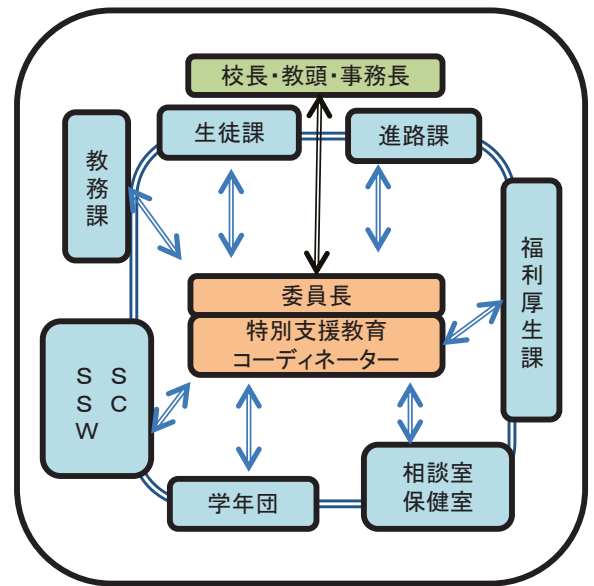 校長・教頭・事務長
生徒課
進路課
教務課
福利厚生課
委員長
特別支援教育
コーディネーター
SC
SSW
学年団
相談室
保健室